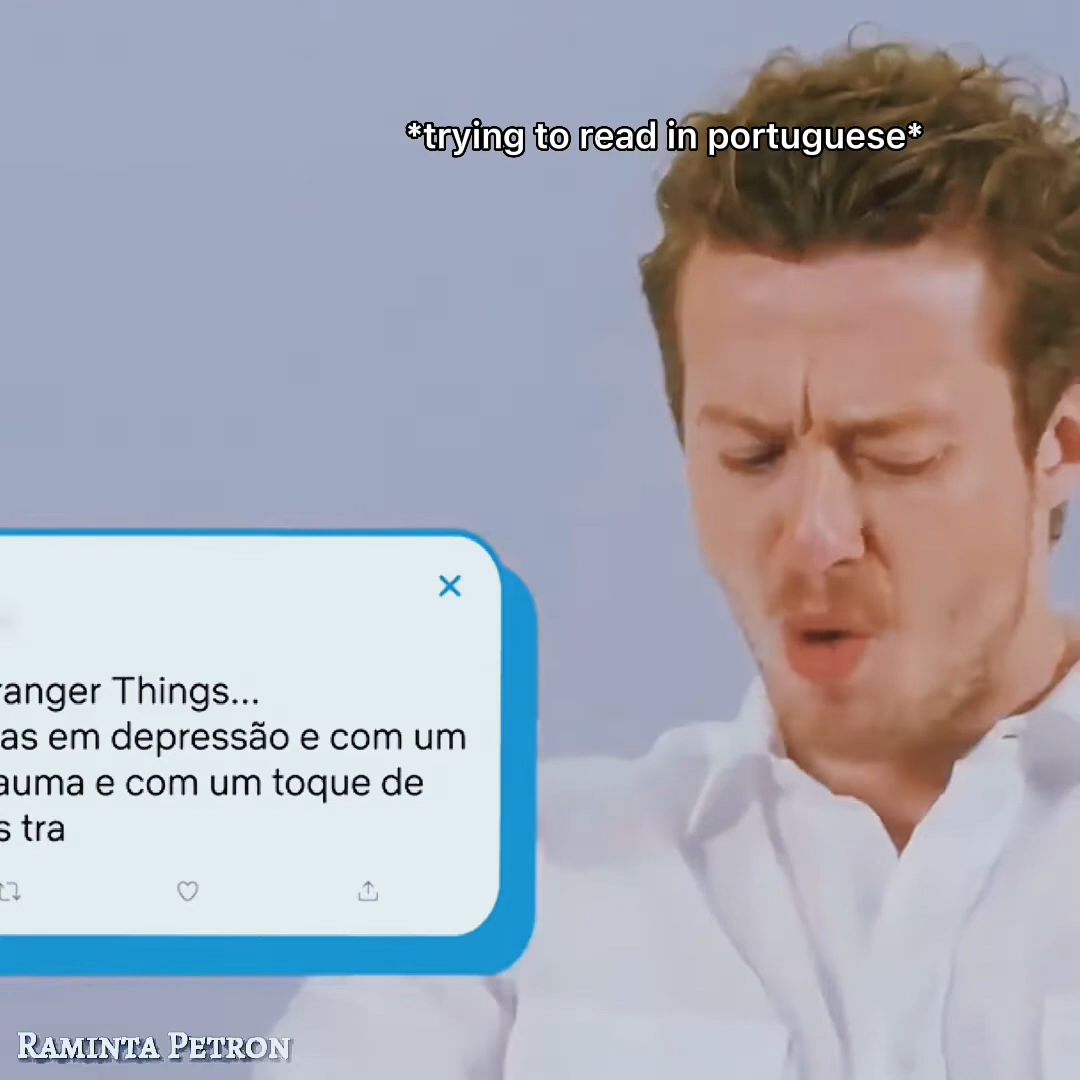 *trying to read in portuguese*
ranger Things...
as em depressão e com um
auma e com um toque de
s tra
RAMINTA PETRON